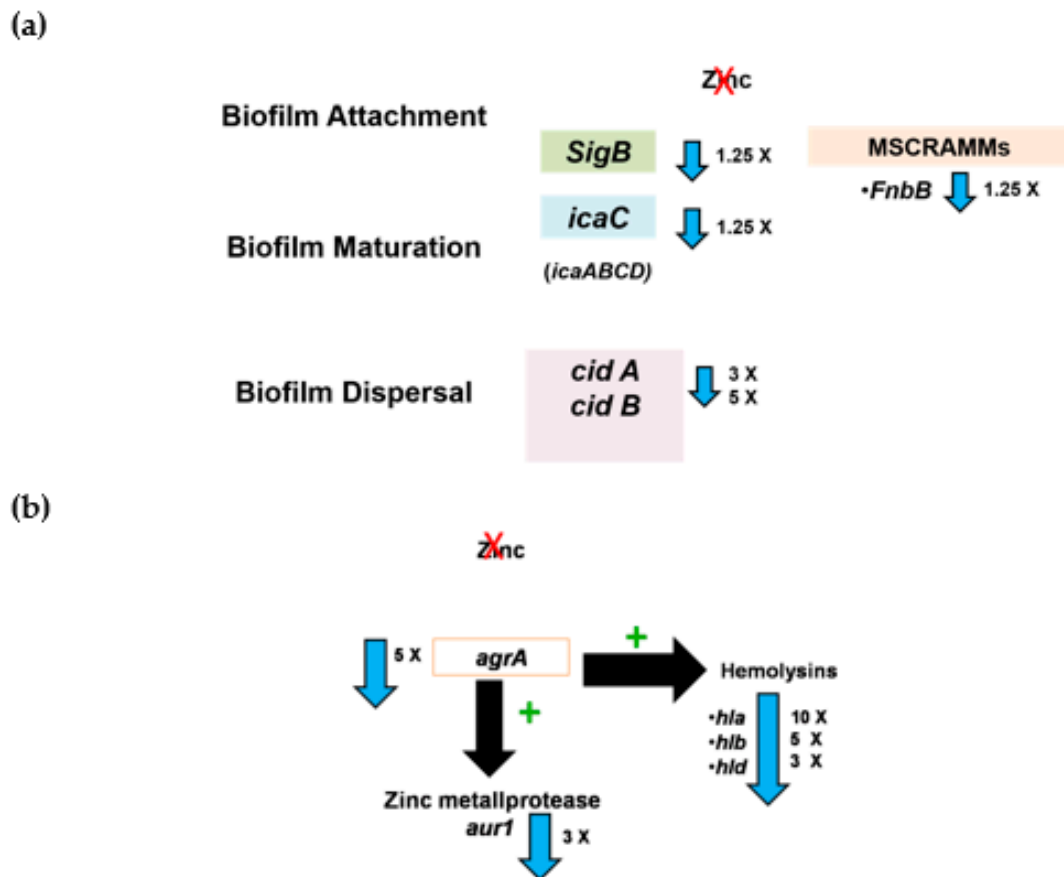 (a)
Zinc
Biofilm Attachment
SigB
1.25 X
MSCRAMMs
•FnbB
1.25 X
icaC
1.25 X
Biofilm Maturation
(icaABCD)
cid A
3 X
Biofilm Dispersal
cid B
5 X
(b)
Zinc
+
5 X
agrA
Hemolysins
+
•hla
10 X
•hlb
5 X
•hld
3 X
Zinc metallprotease
aur1
3 X